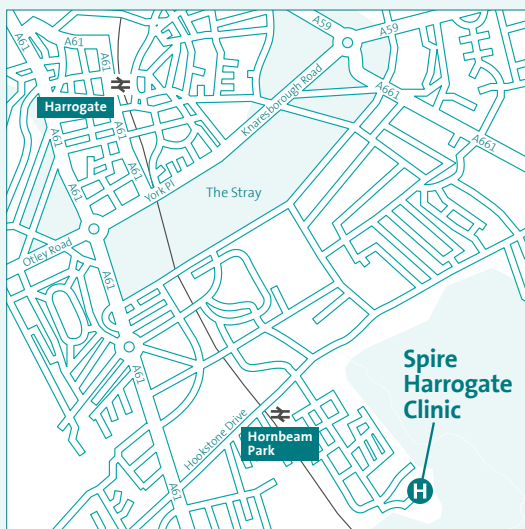 A61
A61
A61
A59
A59
Harrogate
A661
A61
A61
Knaresborough Road
A661
A61
York Pl
The Stray
Otley Road
A61
Spire
Harrogate
Clinic
A61
Hookstone Drive
Hornbeam
Park
H
A61